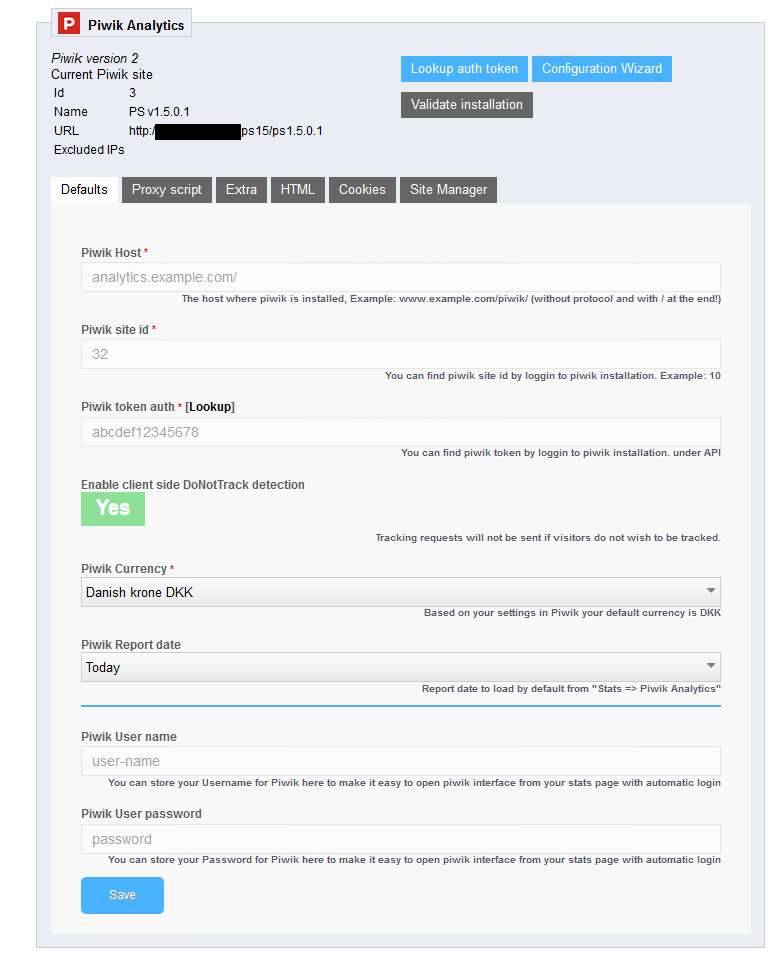 P Piwik Analytics
Piwik version 2
Current Piwik site
Id 3
Name PS v1.5.0.1
URL http:/ ps15/ps1.5.0.1
Excluded IPs
Lookup auth token Configuration Wizard
Validate installation
Defaults Proxy script Extra HTML Cookies Site Manager
Piwik Host *
analytics.example.com/
The host where piwik is installed, Example: www.example.com/piwik/ (without protocol and with / at the end!)
Piwik site id *
32
You can find piwik site id by loggin to piwik installation. Example: 10
Piwik token auth * [Lookup]
abcdef12345678
You can find piwik token by loggin to piwik installation. under API
Enable client side DoNotTrack detection
Yes
Tracking requests will not be sent if visitors do not wish to be tracked.
Piwik Currency *
Danish krone DKK
Based on your settings in Piwik your default currency is DKK
Piwik Report date
Today
Report date to load by default from "Stats => Piwik Analytics"
Piwik User name
user-name
You can store your Username for Piwik here to make it easy to open piwik interface from your stats page with automatic login
Piwik User password
password
You can store your Password for Piwik here to make it easy to open piwik interface from your stats page with automatic login
Save